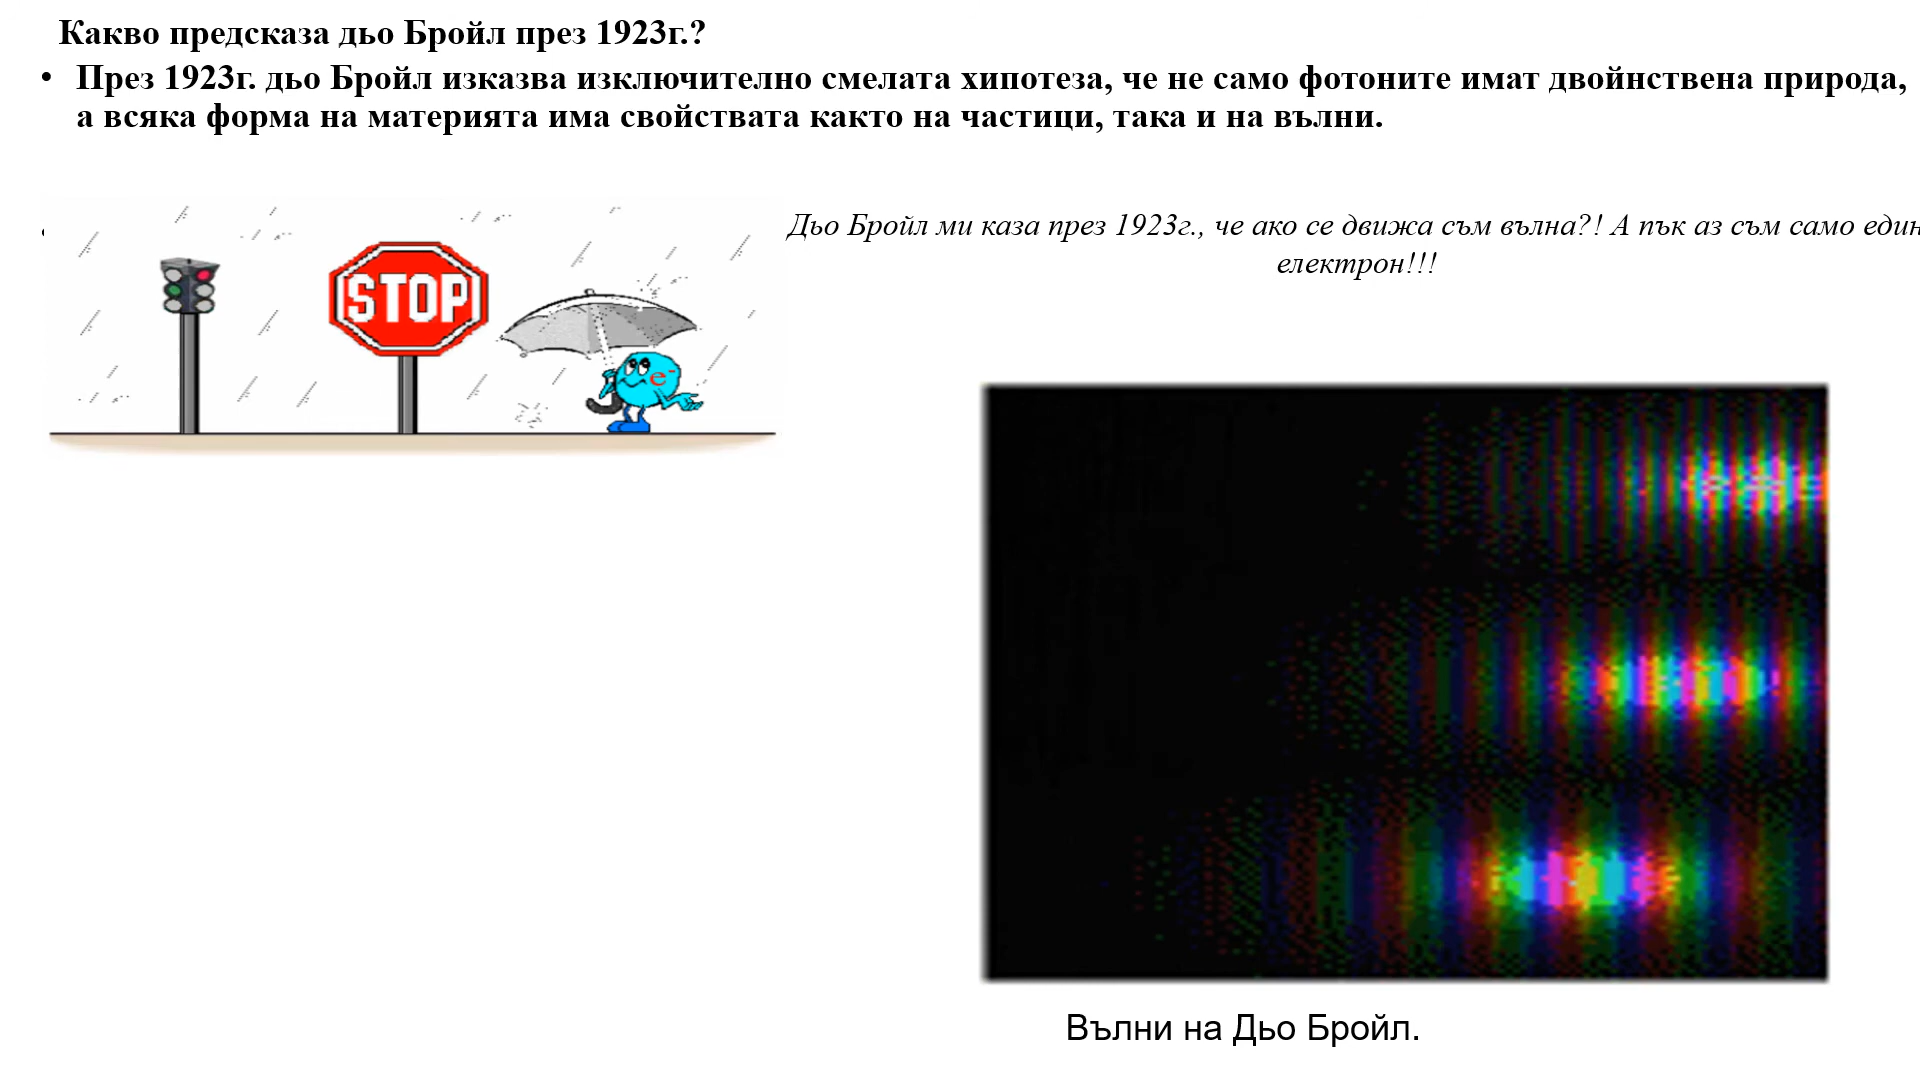 Какво предсказа дьо Бройл през 1923г.?
• През 1923г. дьо Бройл изказва изключително смелата хипотеза, че не само фотоните имат двойнствена природа,
а всяка форма на материята има свойствата както на частици, така и на вълни.
Дьо Бройл ми каза през 1923г., че ако се движа съм вълна?! А пък аз съм само един
електрон!!!
STOP
e-
Вълни на Дьо Бройл.